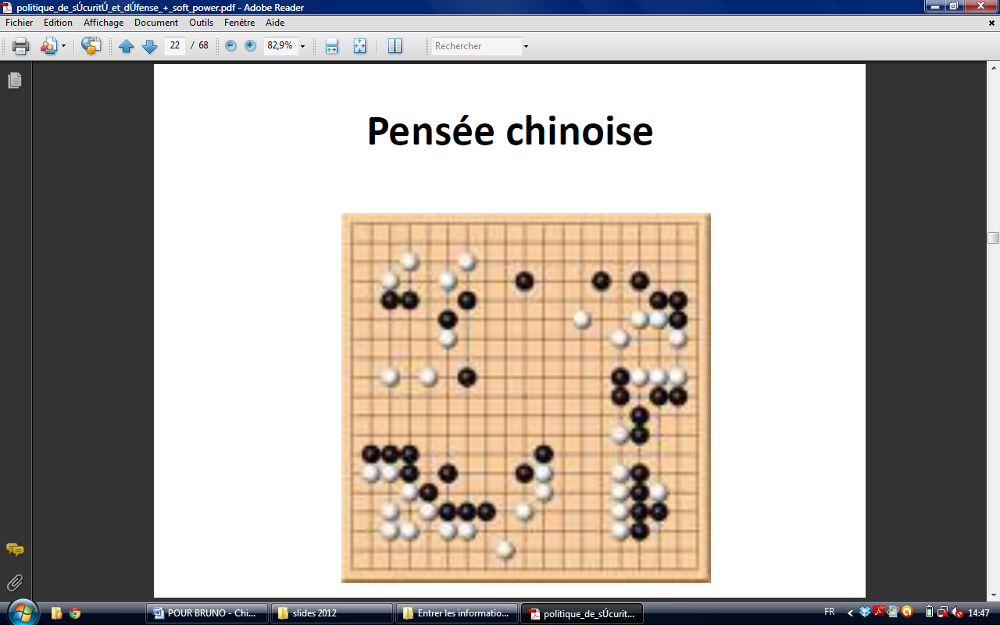 politique_de_sÚcuritÚ_et_dÚfense_+_soft_power.pdf - Adobe Reader
Fichier Edition Affichage Document Outils Fenêtre Aide
22 / 68 82,9% Rechercher
Pensée chinoise
POUR BRUNO - Chi... slides 2012 Entrer les informatio... politique_de_sÚcurit... FR 14:47